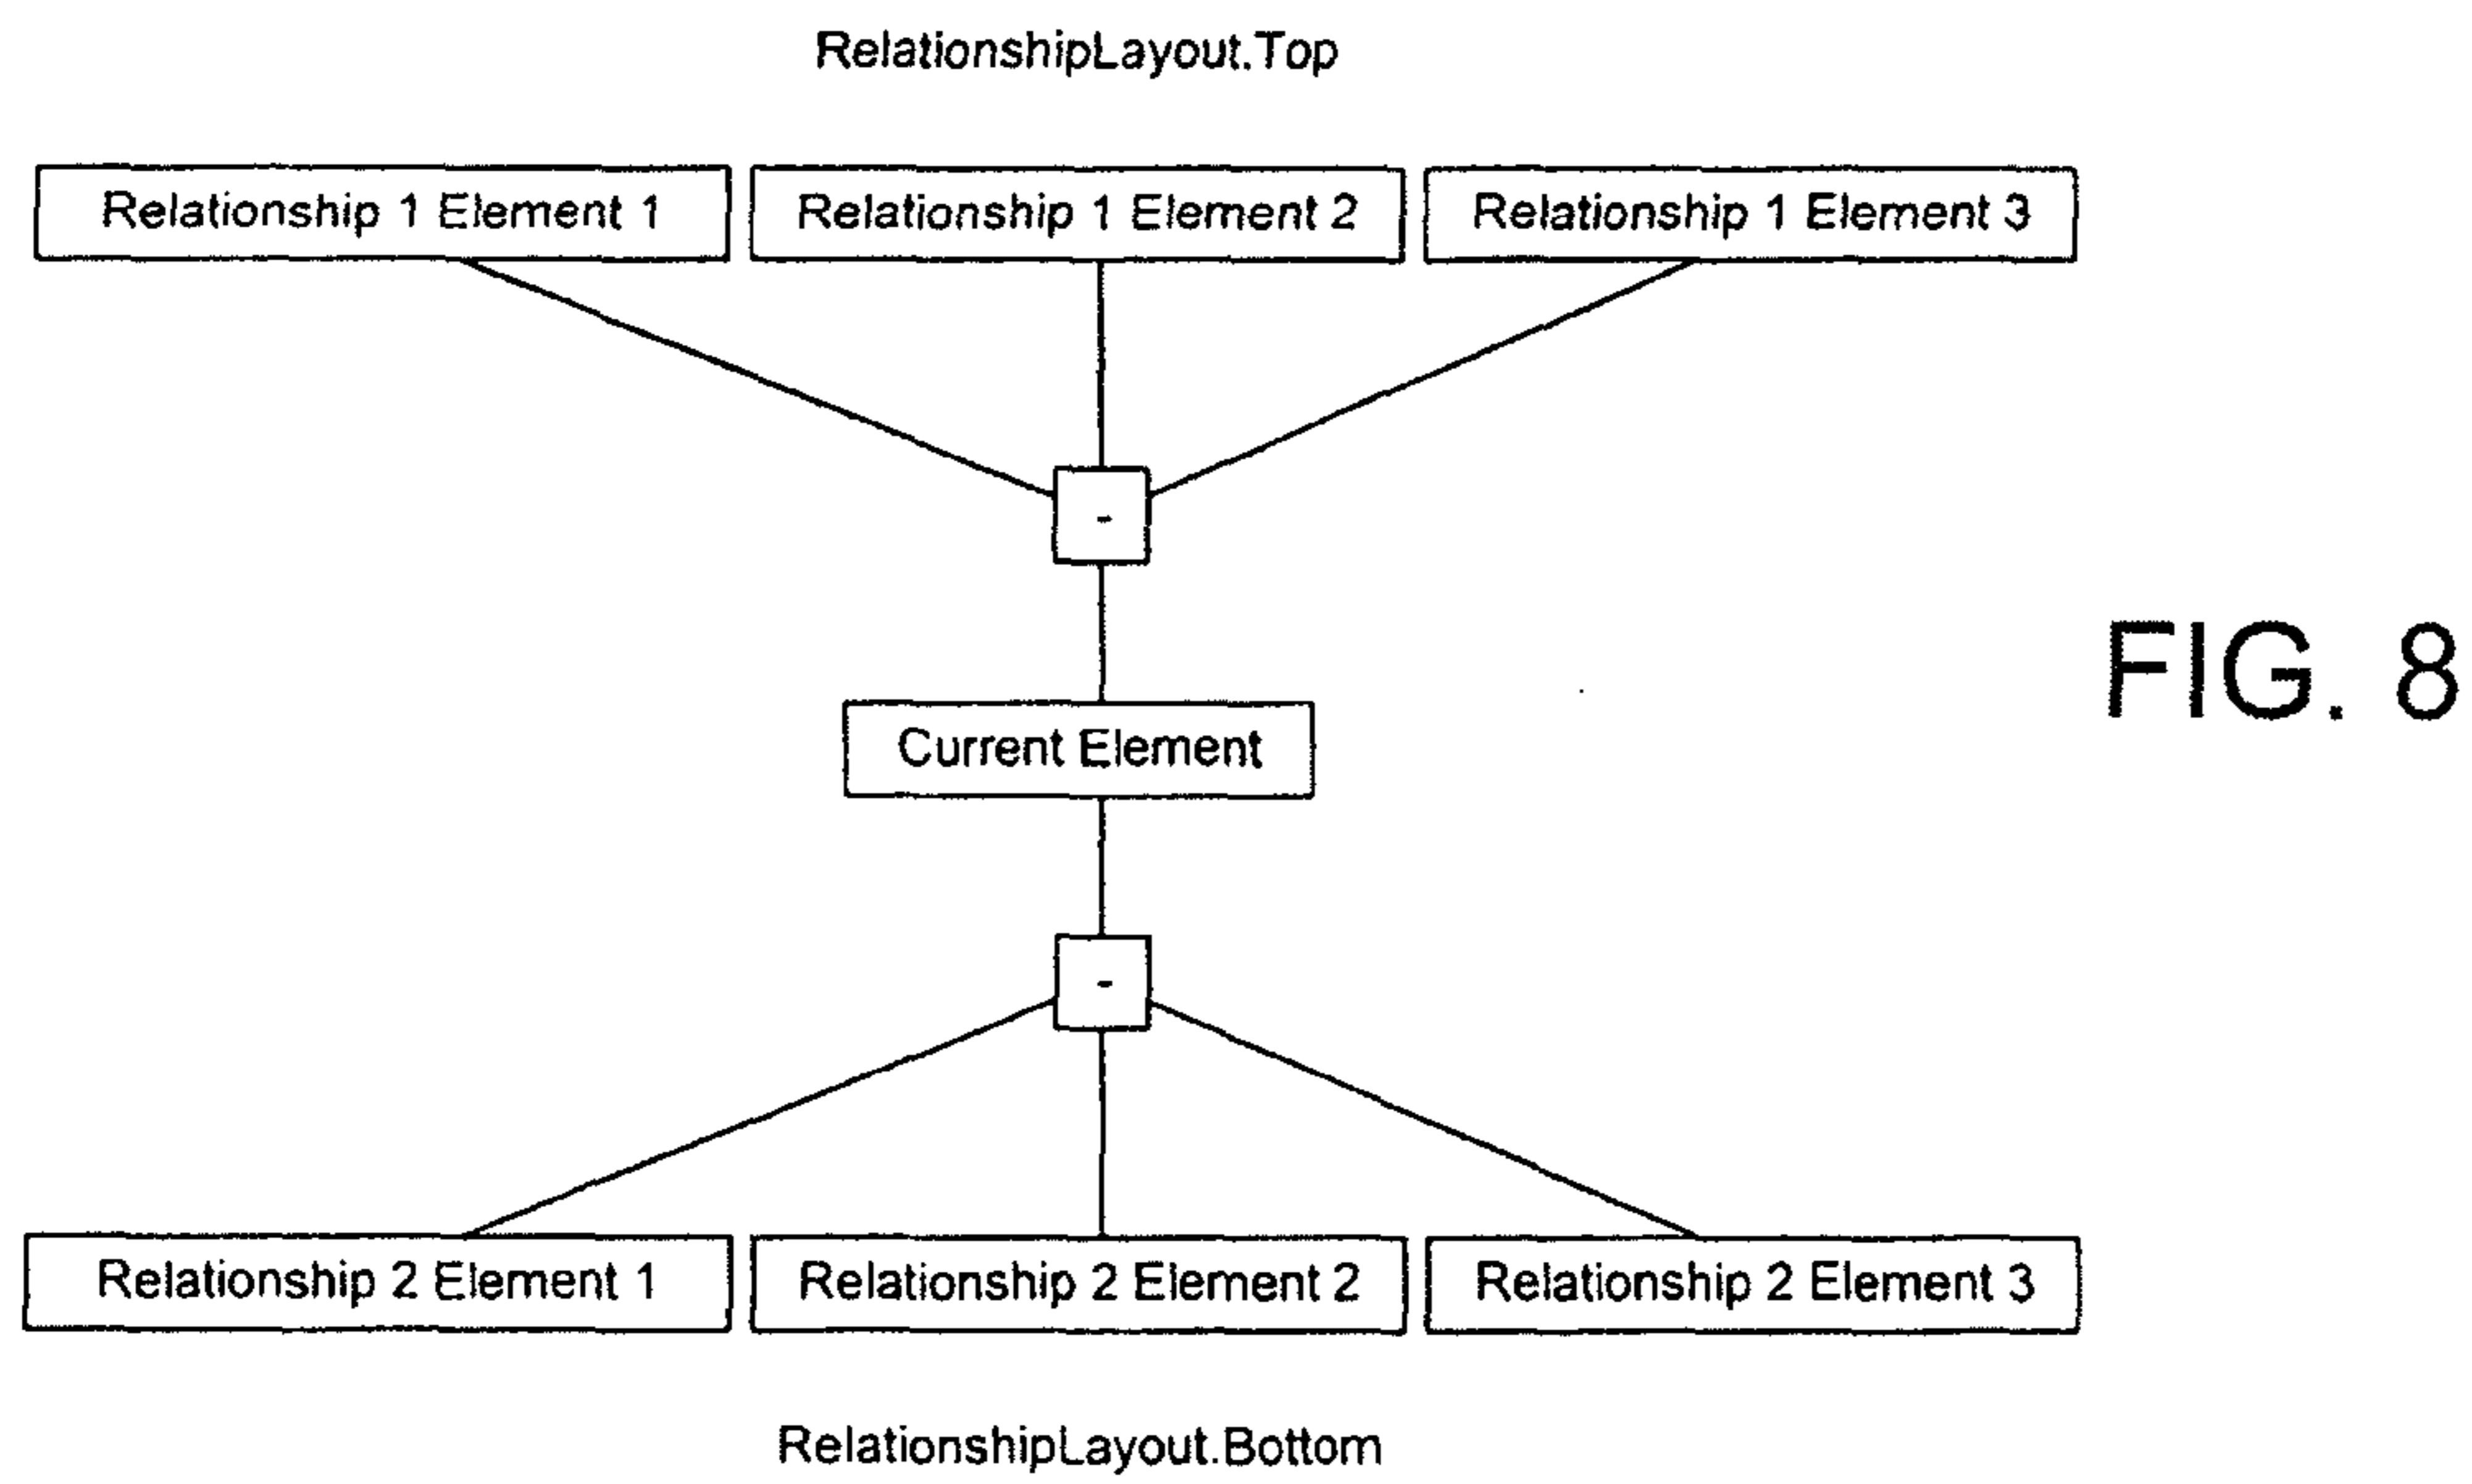 RelationshipLayout.Top
Relationship 1 Element 1
Relationship 1 Element 2
Relationship 1 Element 3
-
Current Element
FIG. 8
-
Relationship 2 Element 1
Relationship 2 Element 2
Relationship 2 Element 3
RelationshipLayout.Bottom